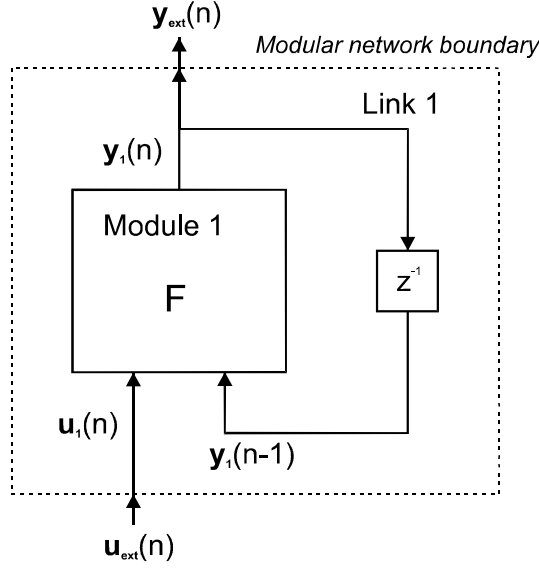 y_ext(n)
Modular network boundary
Link 1
y_1(n)
Module 1
F
z^-1
u_1(n)
y_1(n-1)
u_ext(n)